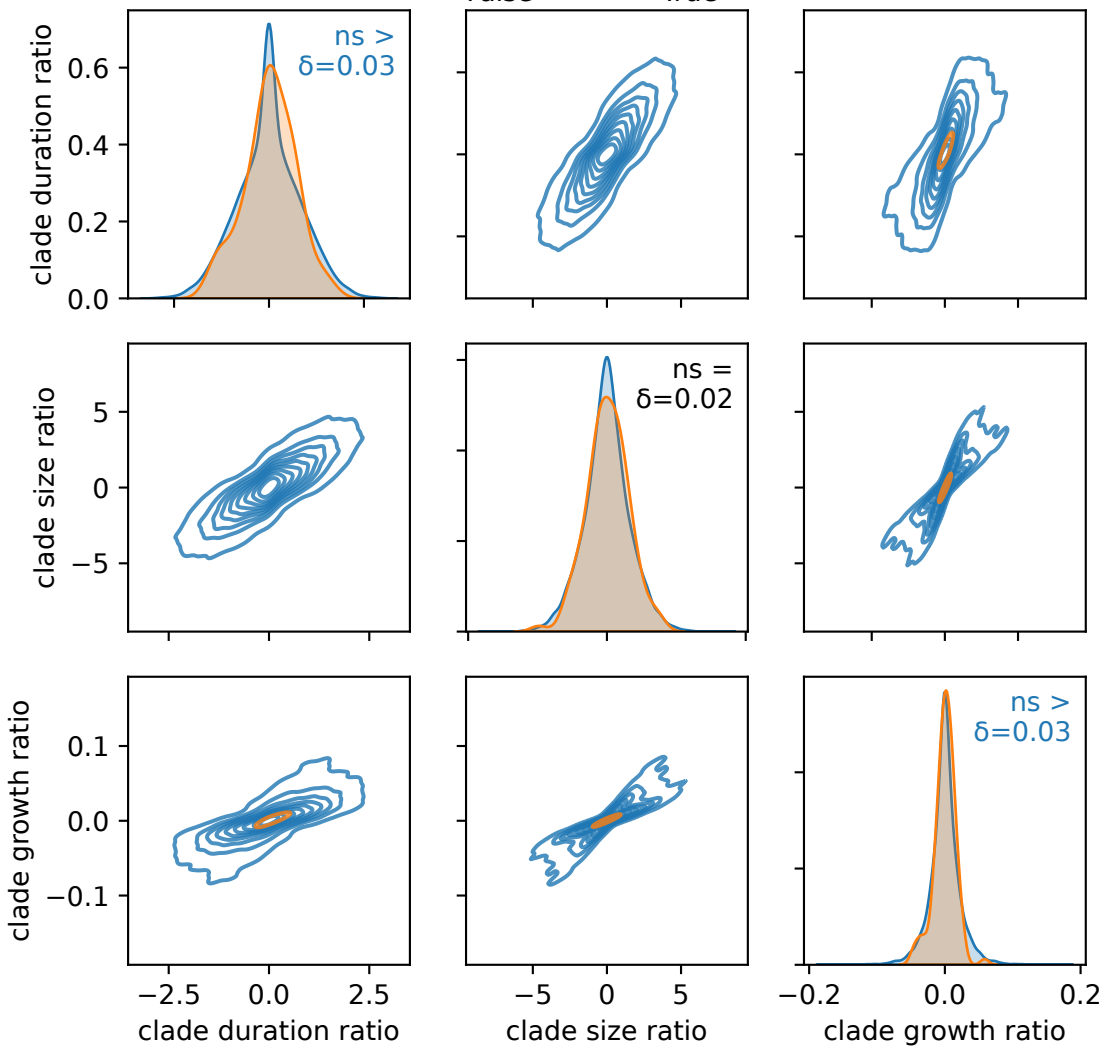 clade duration ratio
0.6
0.4
0.2
0.0
ns >
δ=0.03
clade size ratio
5
0
−5
ns =
δ=0.02
clade growth ratio
0.1
0.0
−0.1
ns >
δ=0.03
−2.5 0.0 2.5
−5 0 5
−0.2 0.0 0.2
clade duration ratio
clade size ratio
clade growth ratio